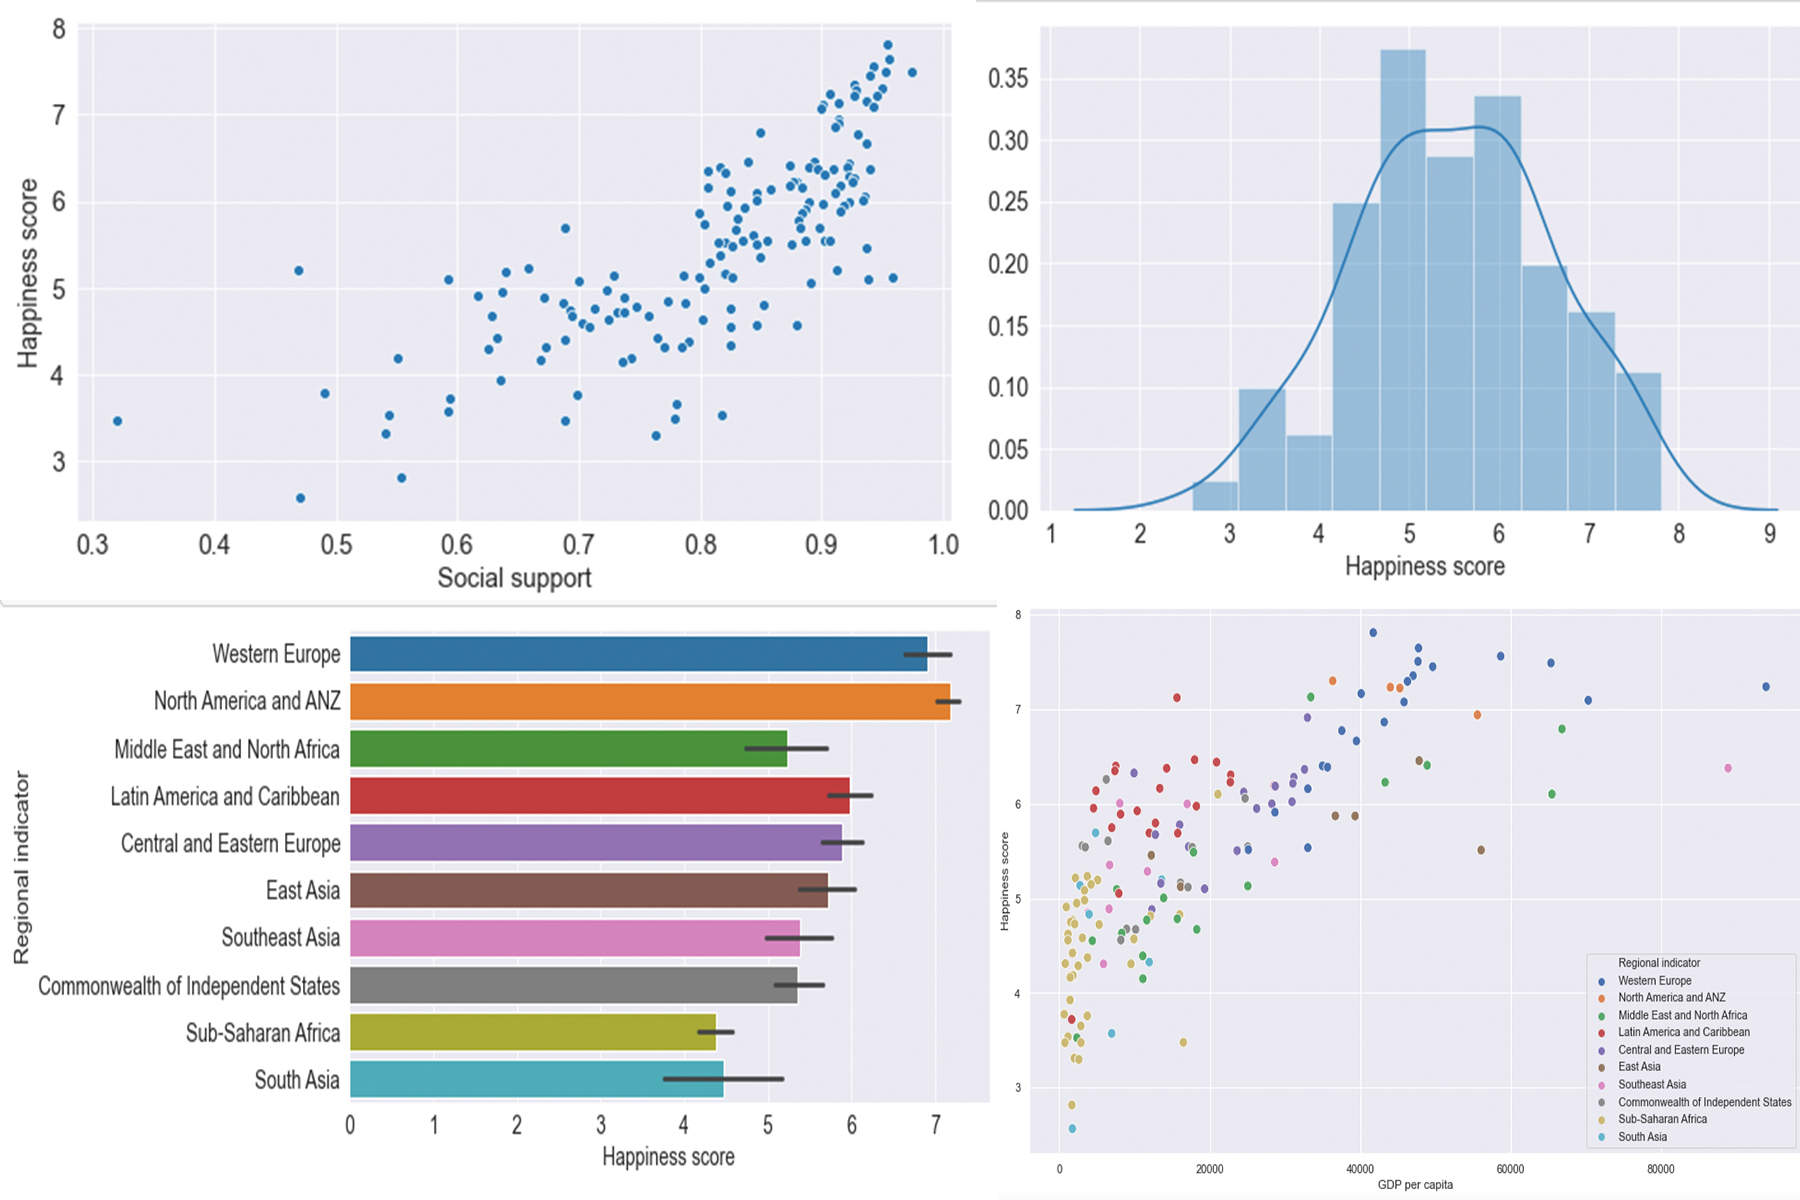 8
7
6
5
4
3
Happiness score
0.3 0.4 0.5 0.6 0.7 0.8 0.9 1.0
Social support
0.35
0.30
0.25
0.20
0.15
0.10
0.05
0.00
1 2 3 4 5 6 7 8 9
Happiness score
Regional indicator
Western Europe
North America and ANZ
Middle East and North Africa
Latin America and Caribbean
Central and Eastern Europe
East Asia
Southeast Asia
Commonwealth of Independent States
Sub-Saharan Africa
South Asia
0 1 2 3 4 5 6 7
Happiness score
8
7
6
5
4
3
Happiness score
Regional indicator
Western Europe
North America and ANZ
Middle East and North Africa
Latin America and Caribbean
Central and Eastern Europe
East Asia
Southeast Asia
Commonwealth of Independent States
Sub-Saharan Africa
South Asia
0 20000 40000 60000 80000
GDP per capita